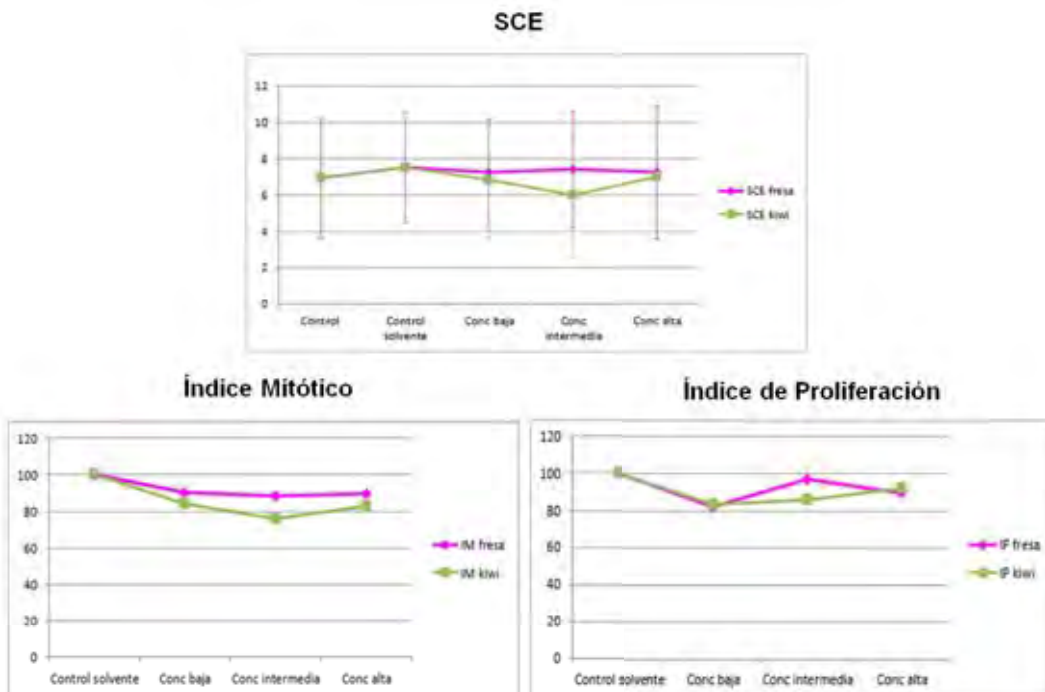 SCE
12
10
8
6
4
2
0
Control
Control solvente
Conc baja
Conc intermedia
Conc alta
SCE fresa
SCE kiwi
Índice Mitótico
120
100
80
60
40
20
0
Control solvente
Conc baja
Conc intermedia
Conc alta
IM fresa
IM kiwi
Índice de Proliferación
120
100
80
60
40
20
0
Control solvente
Conc baja
Conc intermedia
Conc alta
IP fresa
IP kiwi